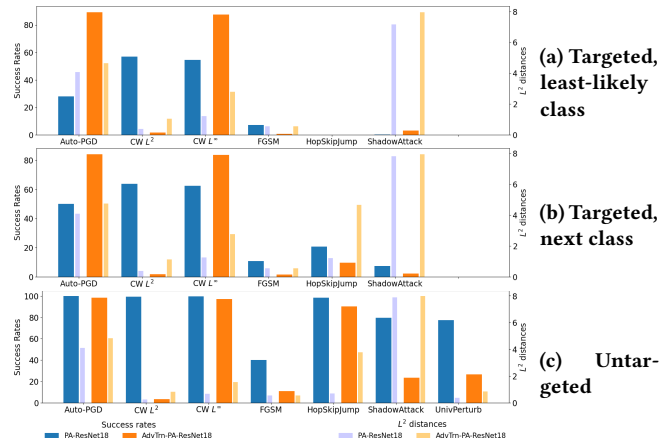 80
60
40
20
0
Success Rates
8
6
4
2
0
L² distances
Auto-PGD CW L² CW L∞ FGSM HopSkipJump ShadowAttack
(a) Targeted,
least-likely
class
80
60
40
20
0
Success Rates
8
6
4
2
0
L² distances
Auto-PGD CW L² CW L∞ FGSM HopSkipJump ShadowAttack
(b) Targeted,
next class
100
80
60
40
20
0
Success Rates
8
6
4
2
0
L² distances
Auto-PGD CW L² CW L∞ FGSM HopSkipJump ShadowAttack UnivPerturb
(c) Untar-
geted
Success rates L² distances
PA-ResNet18 AdvTrn-PA-ResNet18 PA-ResNet18 AdvTrn-PA-ResNet18